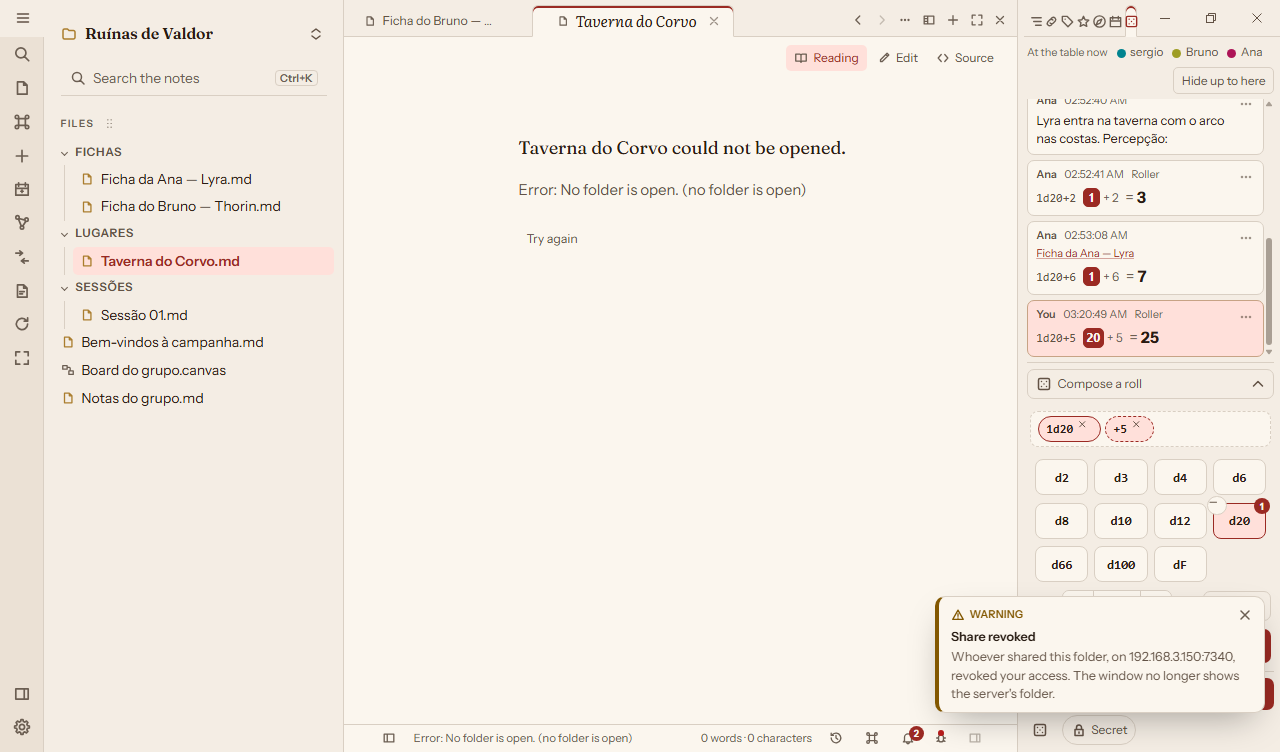 Ruínas de Valdor
Search the notes Ctrl+K
FILES
FICHAS
Ficha da Ana — Lyra.md
Ficha do Bruno — Thorin.md
LUGARES
Taverna do Corvo.md
SESSÕES
Sessão 01.md
Bem-vindos à campanha.md
Board do grupo.canvas
Notas do grupo.md
Ficha do Bruno — ...
Taverna do Corvo
Reading Edit Source
Taverna do Corvo could not be opened.
Error: No folder is open. (no folder is open)
Try again
Error: No folder is open. (no folder is open) 0 words · 0 characters 2
At the table now sergio Bruno Ana
Hide up to here
Ana 02:52:40 AM
Lyra entra na taverna com o arco
nas costas. Percepção:
Ana 02:52:41 AM Roller
1d20+2 1 + 2 = 3
Ana 02:53:08 AM
Ficha da Ana — Lyra
1d20+6 1 + 6 = 7
You 03:20:49 AM Roller
1d20+5 20 + 5 = 25
Compose a roll
1d20 × +5 ×
d2 d3 d4 d6
d8 d10 d12 – d20 1
d66 d100 dF
WARNING
Share revoked
Whoever shared this folder, on 192.168.3.150:7340,
revoked your access. The window no longer shows
the server's folder.
Secret